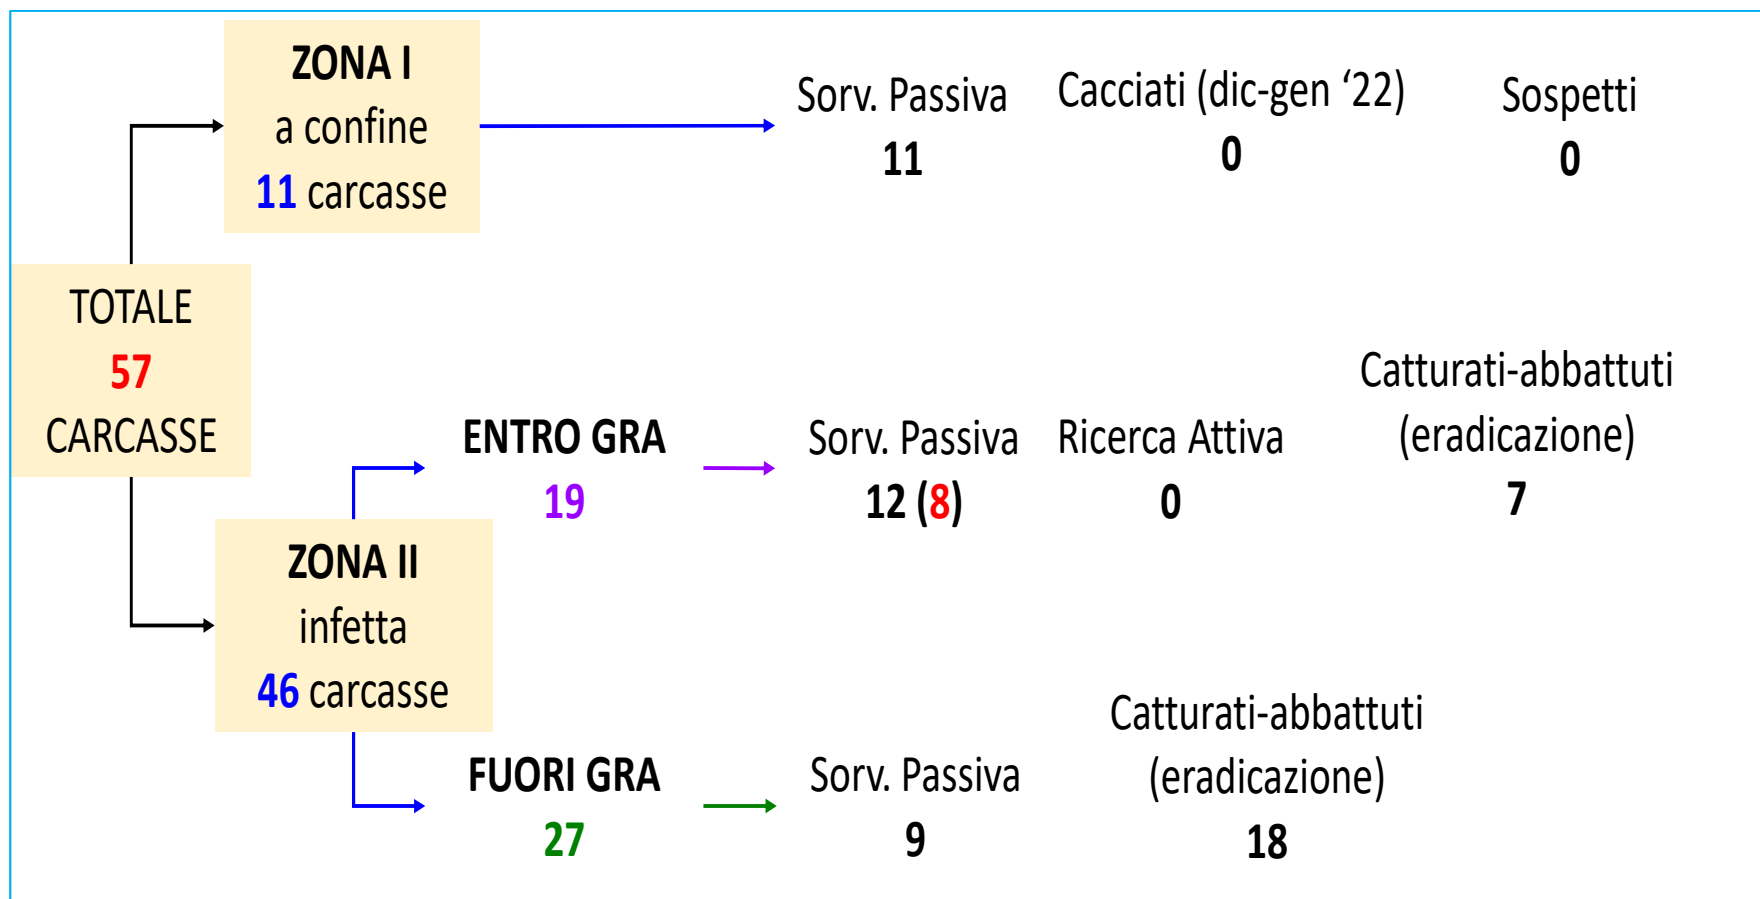 ZONA I
a confine
11 carcasse
Sorv. Passiva
11
Cacciati (dic-gen ‘22)
0
Sospetti
0
TOTALE
57
CARCASSE
ENTRO GRA
19
Sorv. Passiva
12 (8)
Ricerca Attiva
0
Catturati-abbattuti
(eradicazione)
7
ZONA II
infetta
46 carcasse
FUORI GRA
27
Sorv. Passiva
9
Catturati-abbattuti
(eradicazione)
18